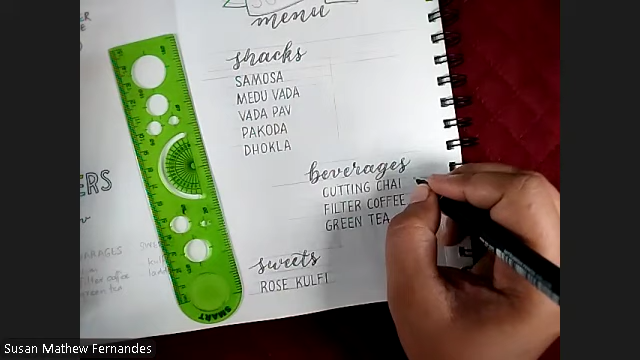 menu
snacks
SAMOSA
MEDU VADA
VADA PAV
PAKODA
DHOKLA
beverages
CUTTING CHAI
FILTER COFFEE
GREEN TEA
sweets
ROSE KULFI
ERS
SMART
Susan Mathew Fernandes